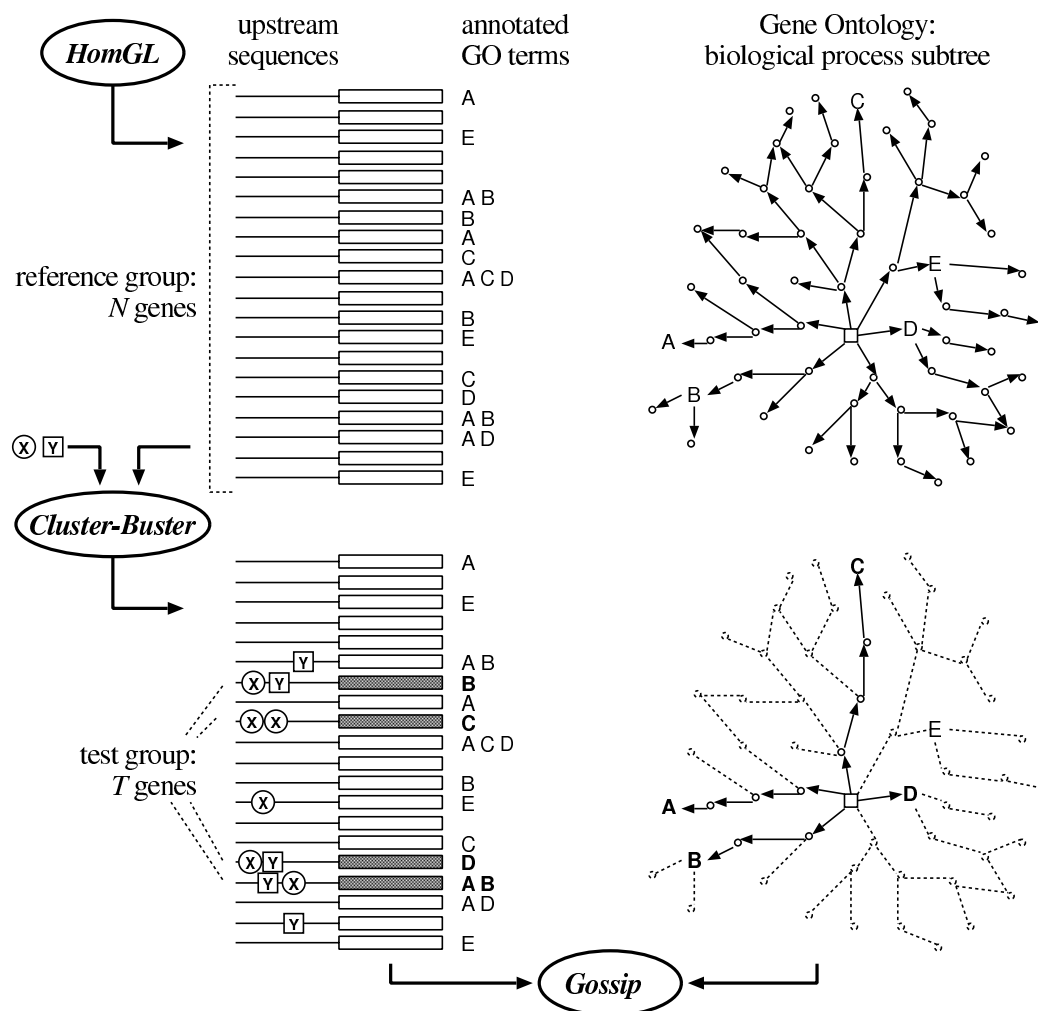 HomGL
upstream
sequences
annotated
GO terms
Gene Ontology:
biological process subtree
A
E
A B
B
A
C
A C D
B
E
C
D
A B
A D
E
reference group:
N genes
C
E
D
A
B
X Y
Cluster-Buster
A
E
Y A B
X Y B
A
X X C
A C D
B
X E
C
X Y D
Y X A B
A D
Y
E
test group:
T genes
C
E
D
A
B
Gossip